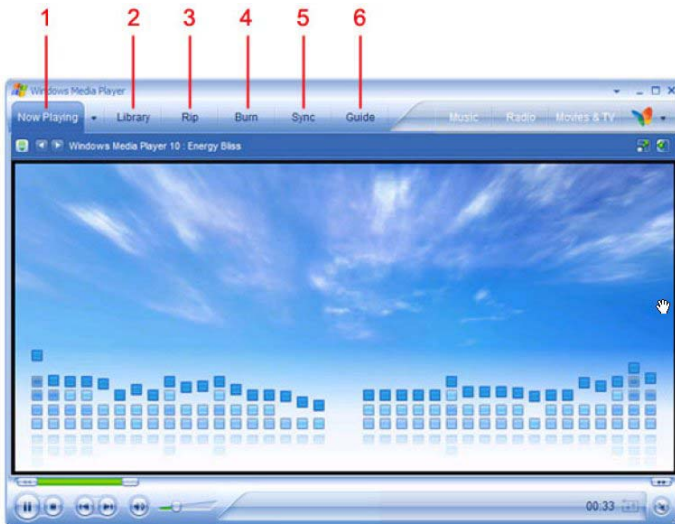 1 2 3 4 5 6
Windows Media Player
Now Playing Library Rip Burn Sync Guide Music Radio Movies & TV
Windows Media Player 10 : Energy Bliss
00:33